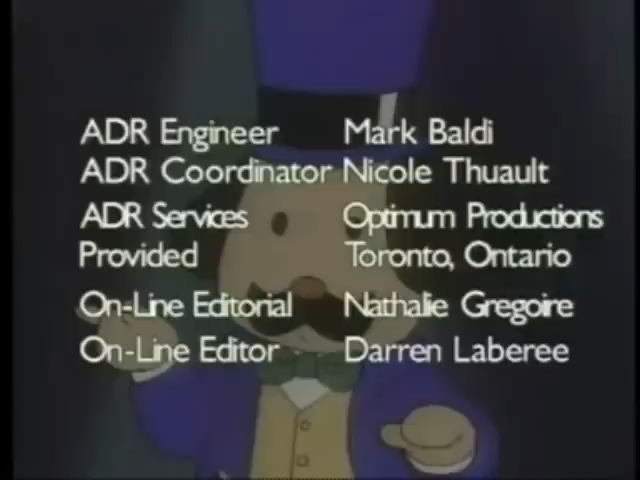 ADR Engineer Mark Baldi
ADR Coordinator Nicole Thuault
ADR Services Optimum Productions
Provided Toronto, Ontario
On-Line Editorial Nathalie Gregoire
On-Line Editor Darren Laberee